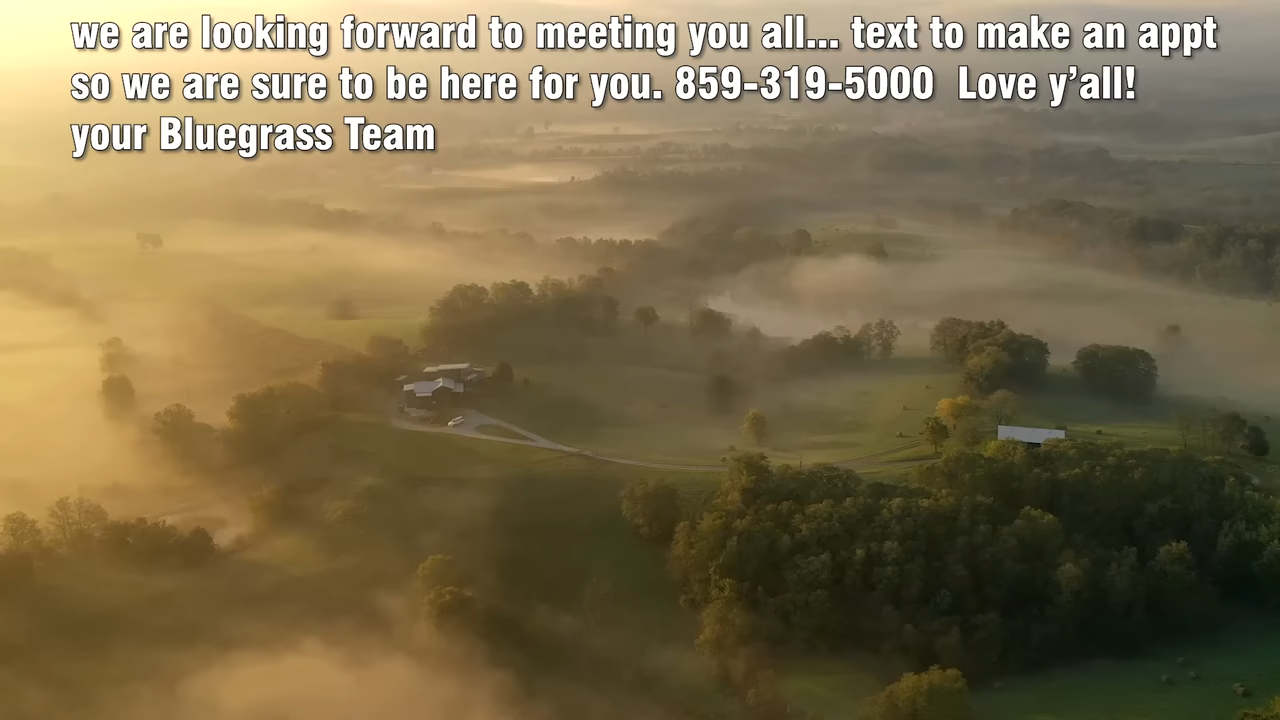 we are looking forward to meeting you all... text to make an appt
so we are sure to be here for you. 859-319-5000 Love y’all!
your Bluegrass Team